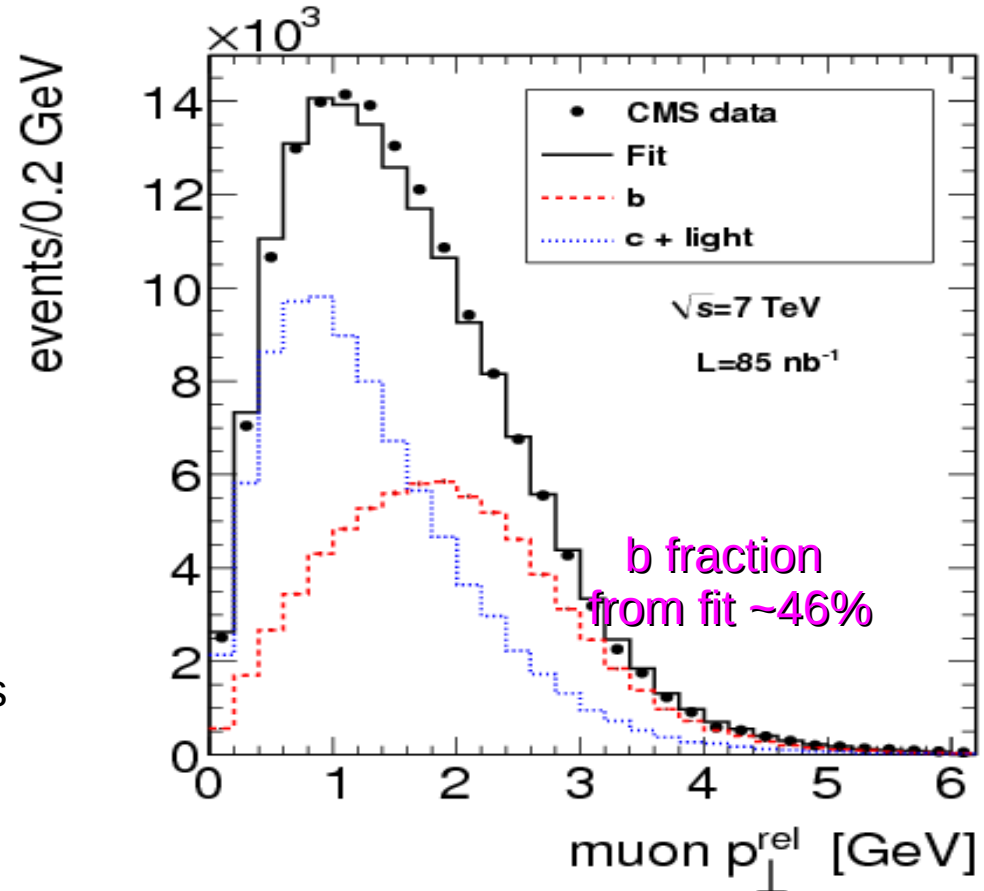 ×10³
events/0.2 GeV
14
12
10
8
6
4
2
0
CMS data
Fit
b
c + light
√s=7 TeV
L=85 nb⁻¹
b fraction
from fit ~46%
s
0 1 2 3 4 5 6
muon p⊥^rel [GeV]